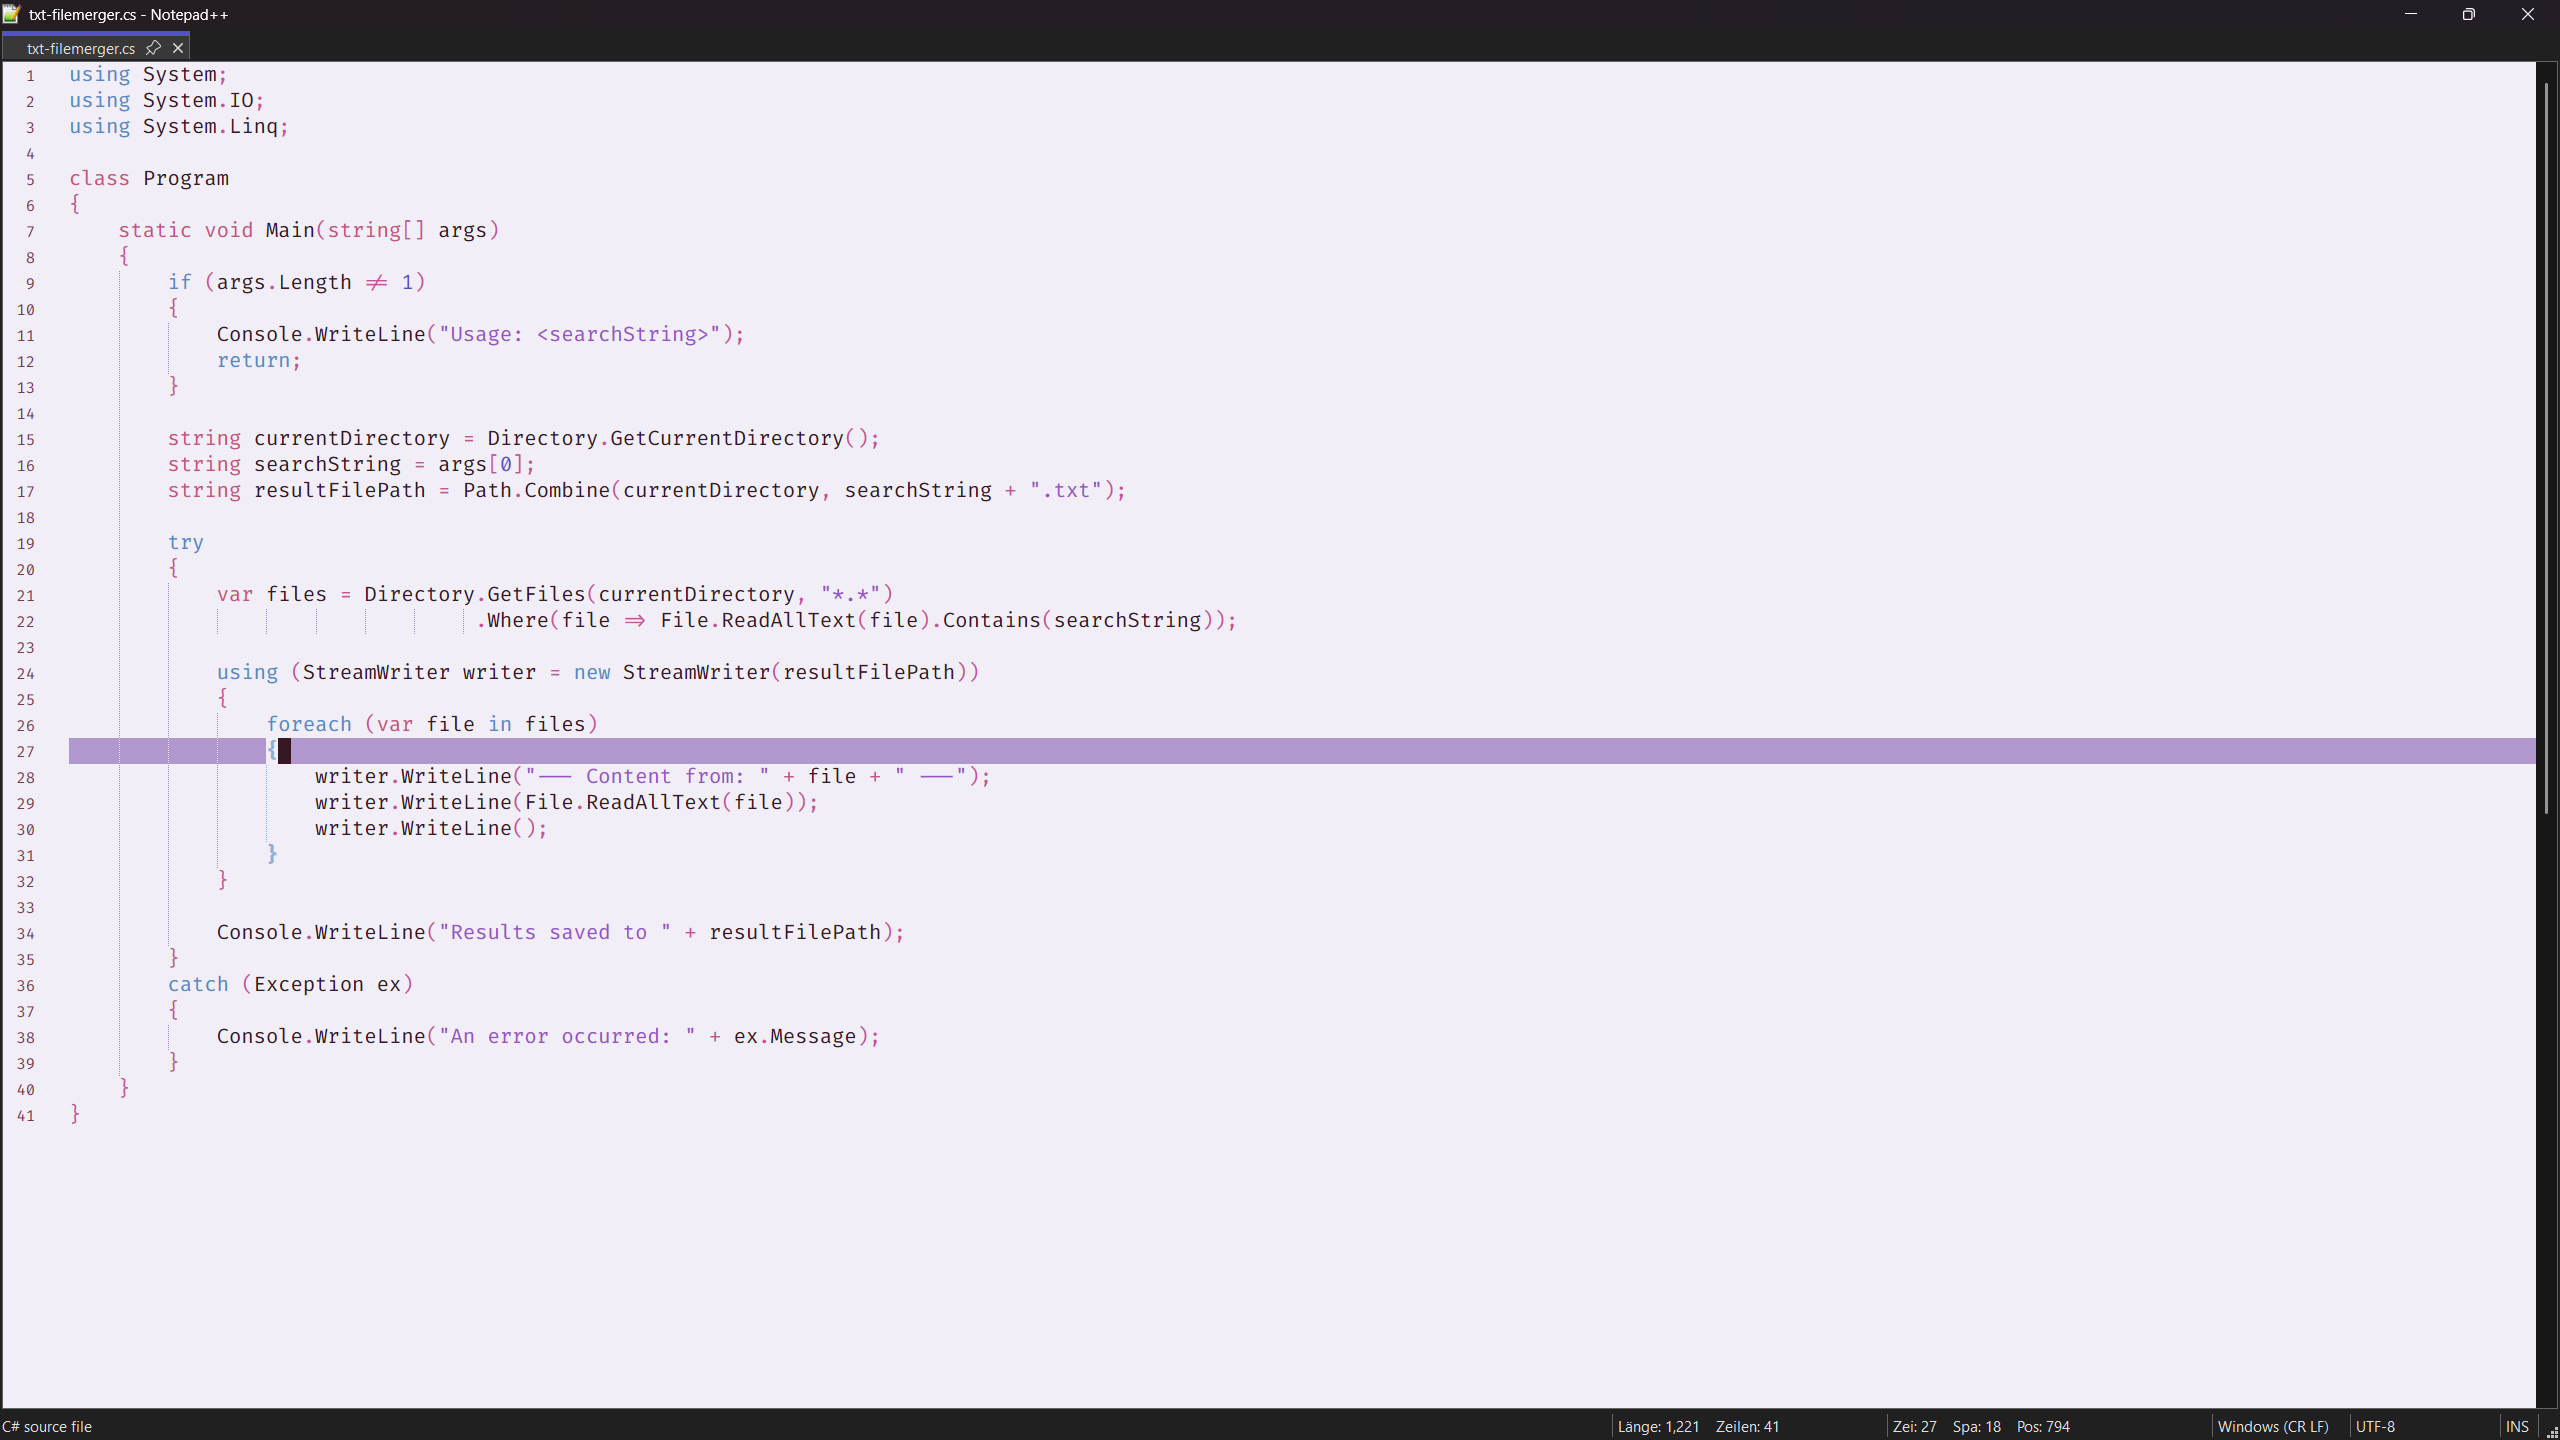 txt-filemerger.cs - Notepad++
txt-filemerger.cs
1 using System;
2 using System.IO;
3 using System.Linq;
4
5 class Program
6 {
7     static void Main(string[] args)
8     {
9         if (args.Length != 1)
10         {
11             Console.WriteLine("Usage: <searchString>");
12             return;
13         }
14
15         string currentDirectory = Directory.GetCurrentDirectory();
16         string searchString = args[0];
17         string resultFilePath = Path.Combine(currentDirectory, searchString + ".txt");
18
19         try
20         {
21             var files = Directory.GetFiles(currentDirectory, "*.*")
22                                  .Where(file => File.ReadAllText(file).Contains(searchString));
23
24             using (StreamWriter writer = new StreamWriter(resultFilePath))
25             {
26                 foreach (var file in files)
27                 {
28                     writer.WriteLine("--- Content from: " + file + " ---");
29                     writer.WriteLine(File.ReadAllText(file));
30                     writer.WriteLine();
31                 }
32             }
33
34             Console.WriteLine("Results saved to " + resultFilePath);
35         }
36         catch (Exception ex)
37         {
38             Console.WriteLine("An error occurred: " + ex.Message);
39         }
40     }
41 }
C# source file Länge: 1,221 Zeilen: 41 Zei: 27 Spa: 18 Pos: 794 Windows (CR LF) UTF-8 INS